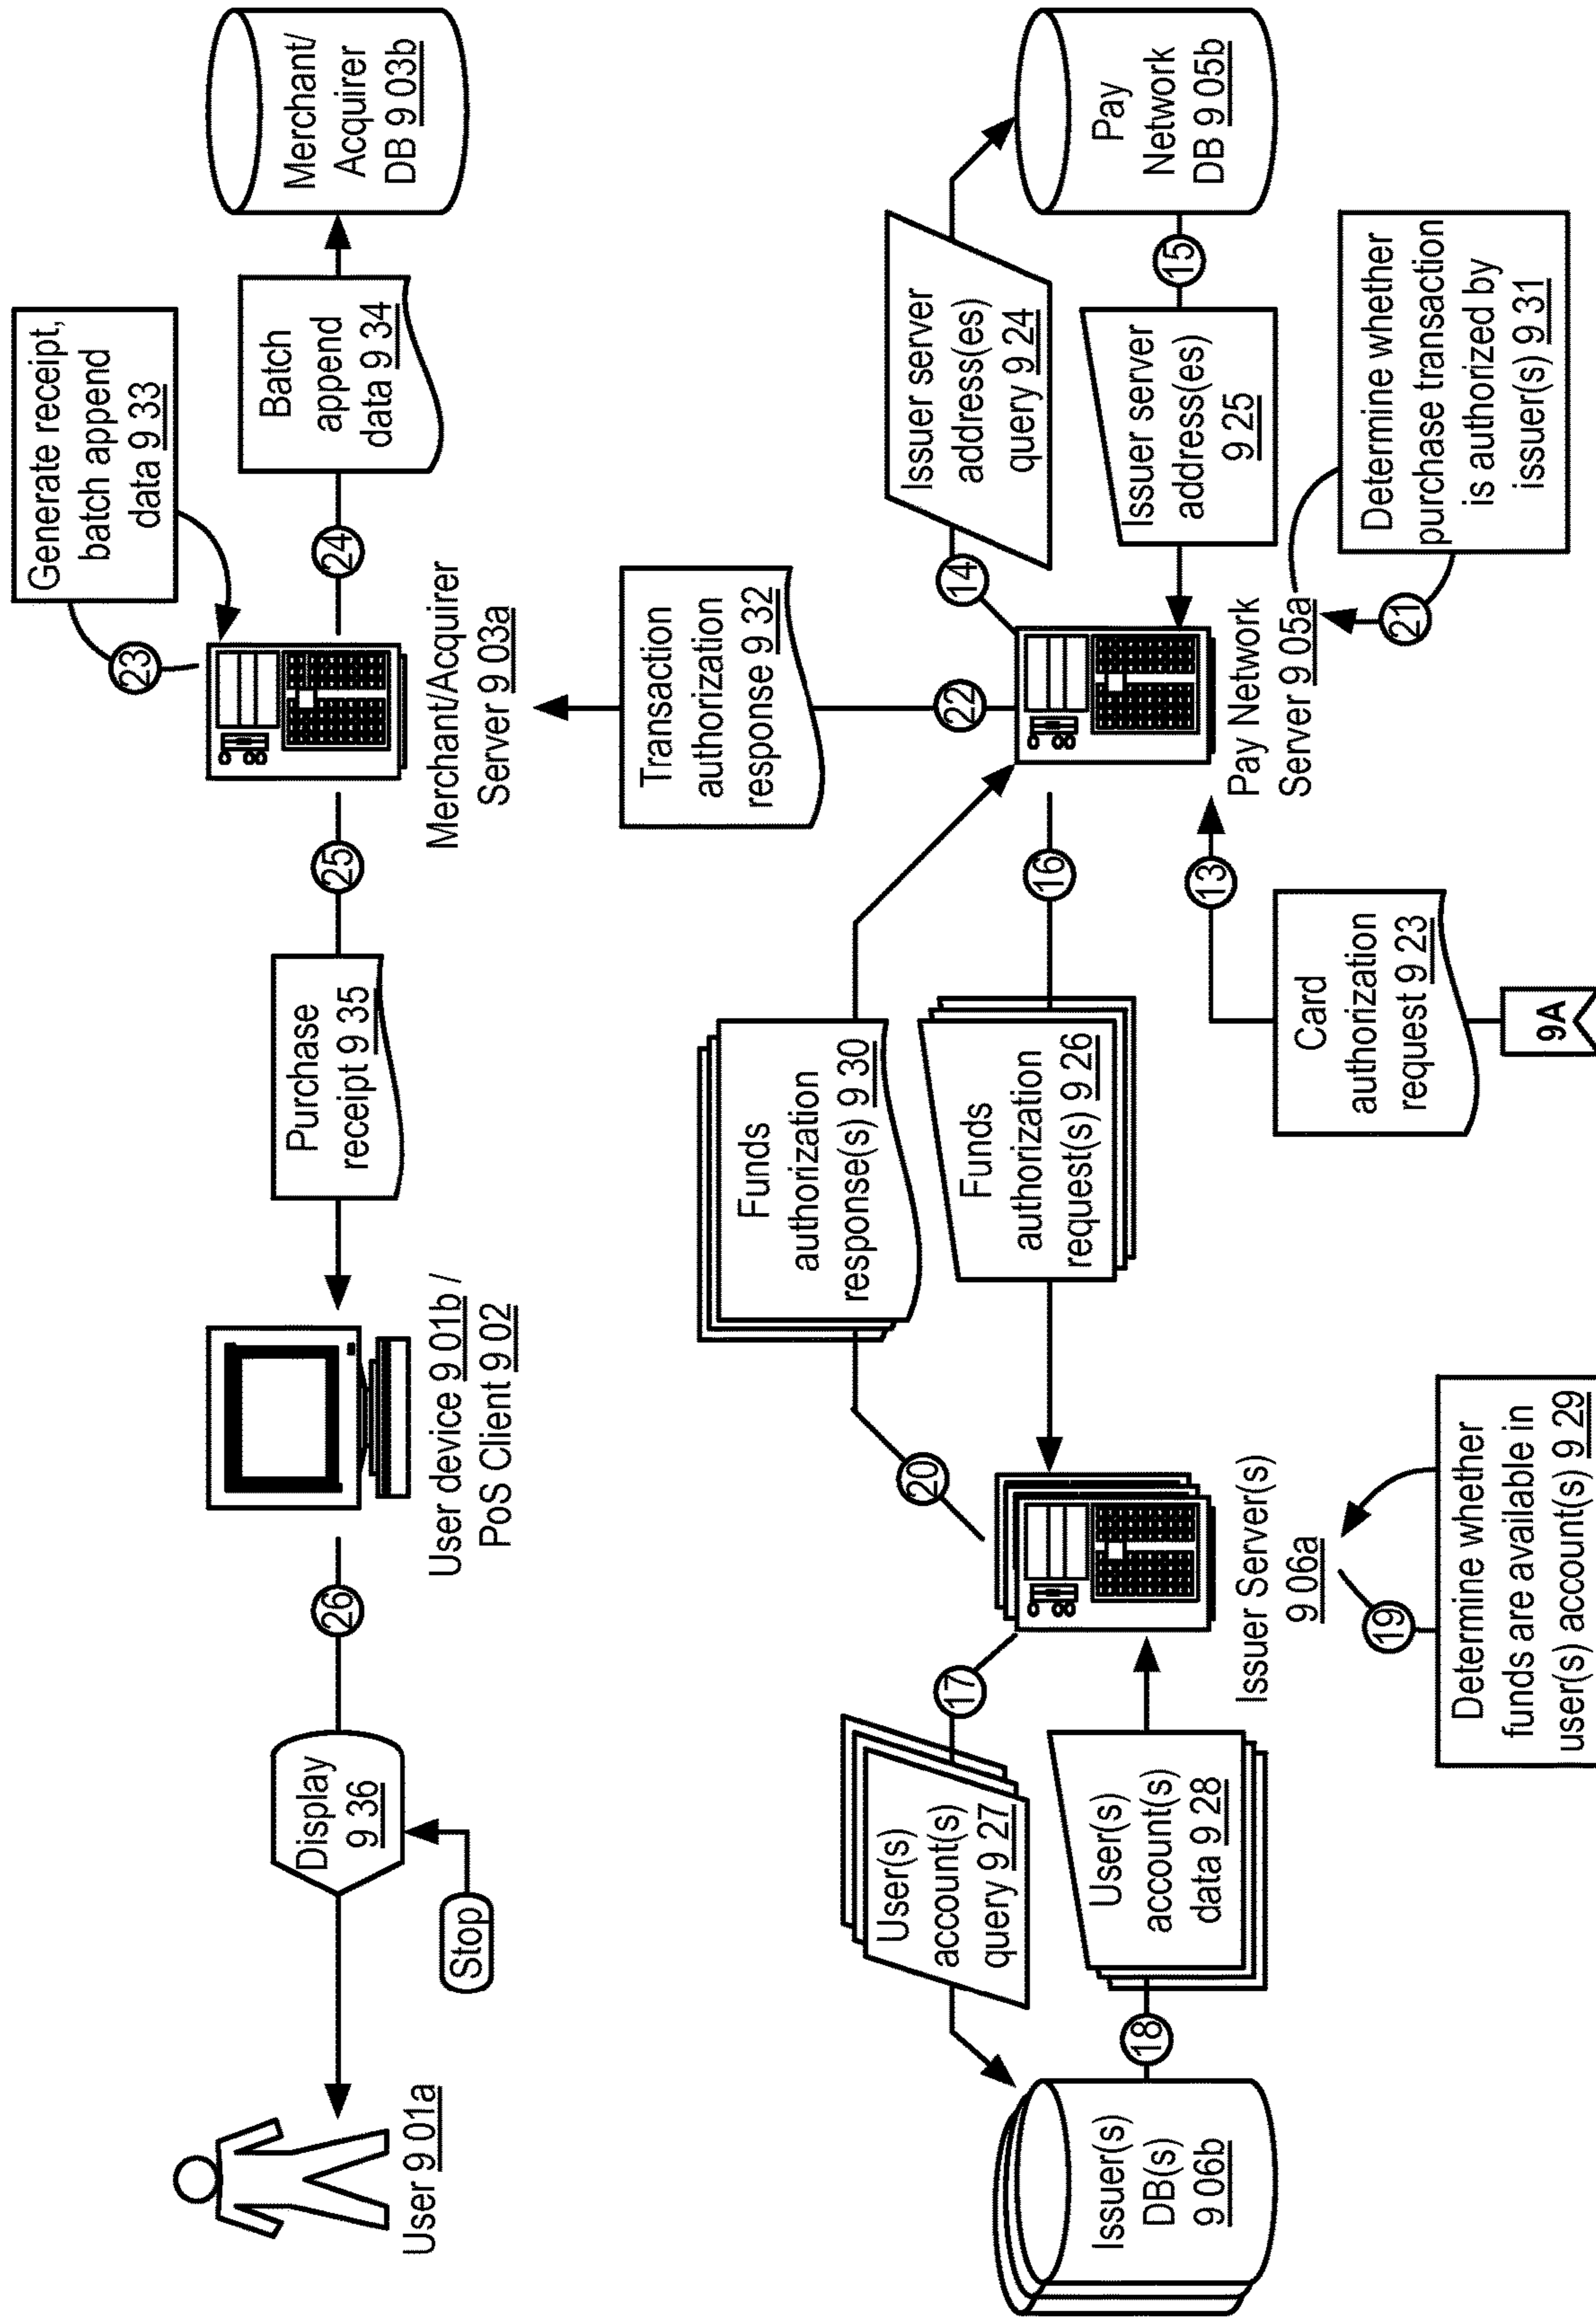 User 9 01a
Display
9 36
Stop
26
User device 9 01b /
PoS Client 9 02
Purchase
receipt 9 35
25
Merchant/Acquirer
Server 9 03a
23
Generate receipt,
batch append
data 9 33
24
Batch
append
data 9 34
Merchant/
Acquirer
DB 9 03b
Transaction
authorization
response 9 32
22
Issuer(s)
DB(s)
9 06b
User(s)
account(s)
query 9 27
17
18
User(s)
account(s)
data 9 28
Issuer Server(s)
9 06a
19
Determine whether
funds are available in
user(s) account(s) 9 29
20
Funds
authorization
response(s) 9 30
Funds
authorization
request(s) 9 26
16
13
Card
authorization
request 9 23
9A
Pay Network
Server 9 05a
14
Issuer server
address(es)
query 9 24
Issuer server
address(es)
9 25
15
Pay
Network
DB 9 05b
21
Determine whether
purchase transaction
is authorized by
issuer(s) 9 31